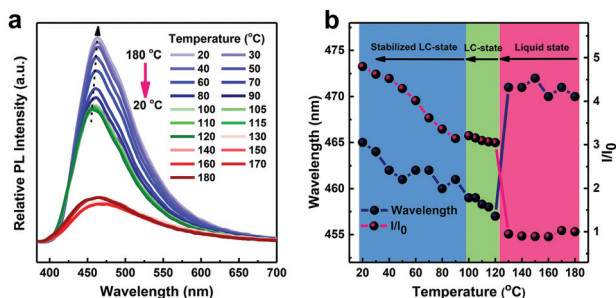 a
Relative PL Intensity (a.u.)
180 °C
20 °C
Temperature (°C)
20 30
40 50
60 70
80 90
100 105
110 115
120 130
140 150
160 170
180
400 450 500 550 600 650 700
Wavelength (nm)
b
Wavelength (nm)
475
470
465
460
455
Stabilized LC-state LC-state Liquid state
Wavelength
I/I0
5
4
3
2
1
I/I0
20 40 60 80 100 120 140 160 180
Temperature (°C)